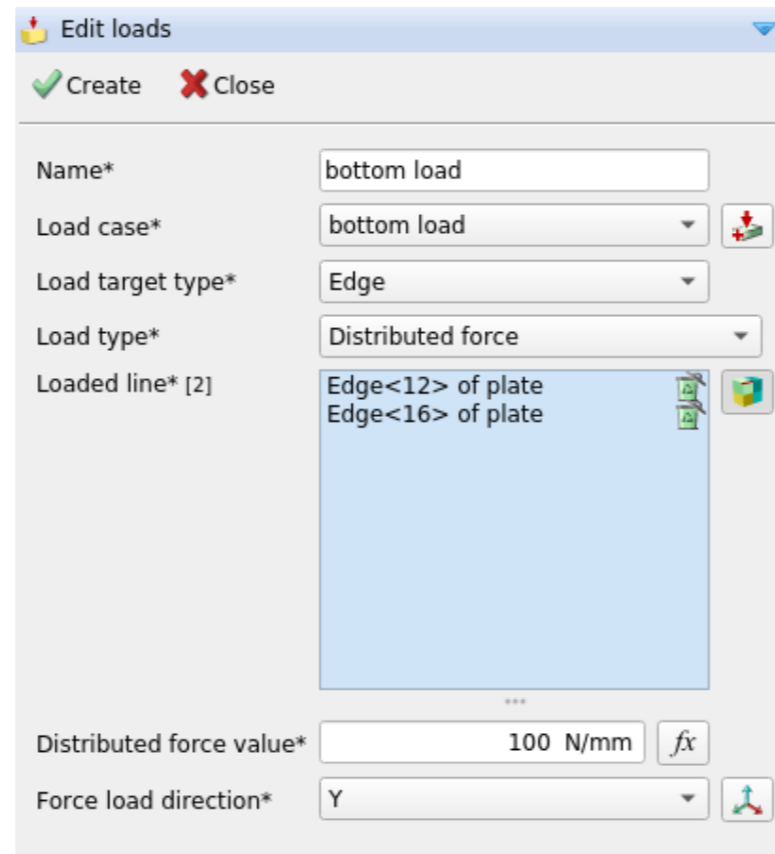 Edit loads
Create Close
Name* bottom load
Load case* bottom load
Load target type* Edge
Load type* Distributed force
Loaded line* [2] Edge<12> of plate
Edge<16> of plate
Distributed force value* 100 N/mm fx
Force load direction* Y